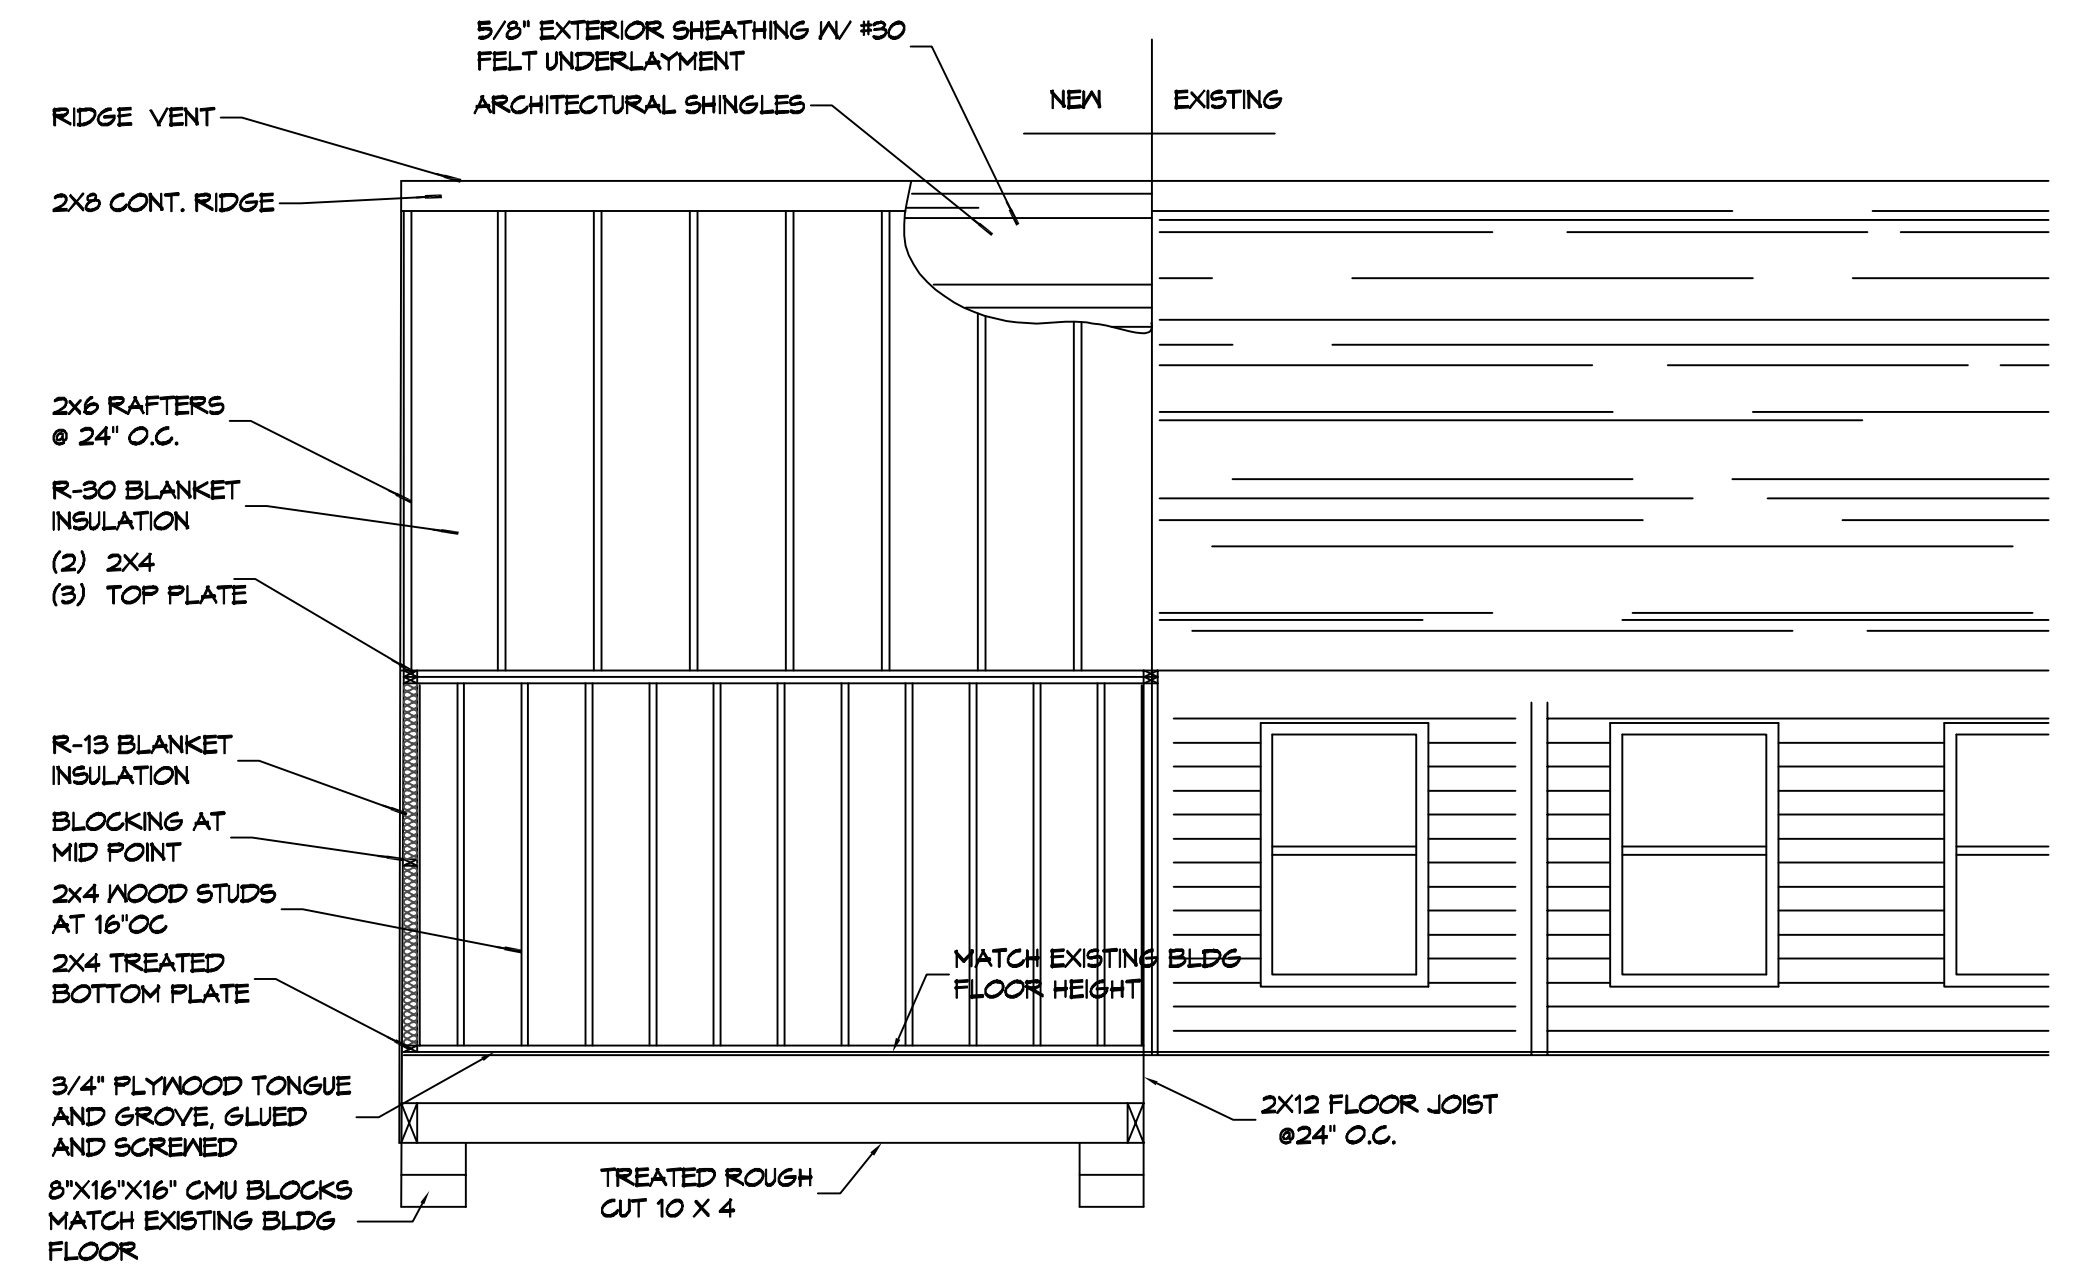 5/8" EXTERIOR SHEATHING W/ #30
FELT UNDERLAYMENT
ARCHITECTURAL SHINGLES
NEW
EXISTING
RIDGE VENT
2X8 CONT. RIDGE
2x6 RAFTERS
@ 24" O.C.
R-30 BLANKET
INSULATION
(2) 2X4
(3) TOP PLATE
R-13 BLANKET
INSULATION
BLOCKING AT
MID POINT
2x4 WOOD STUDS
AT 16"OC
2X4 TREATED
BOTTOM PLATE
MATCH EXISTING BLDG
FLOOR HEIGHT
3/4" PLYWOOD TONGUE
AND GROVE, GLUED
AND SCREWED
2X12 FLOOR JOIST
@24" O.C.
8"X16"X16" CMU BLOCKS
MATCH EXISTING BLDG
FLOOR
TREATED ROUGH
CUT 10 X 4